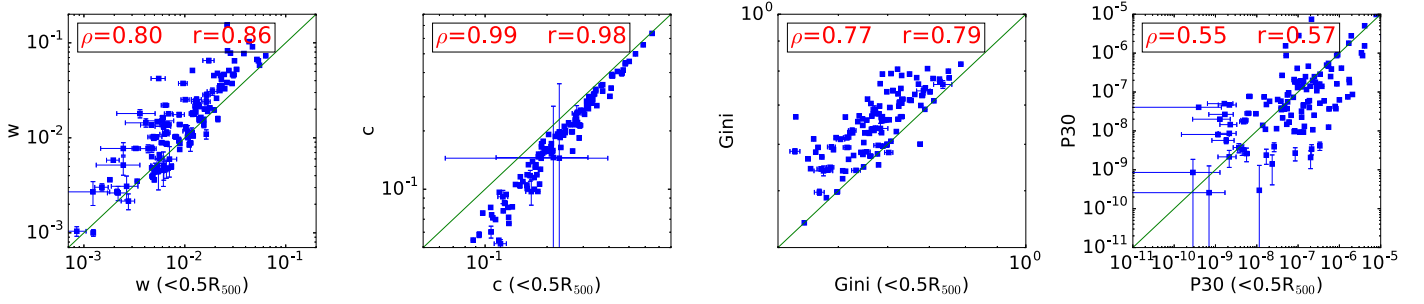 ρ=0.80 r=0.86
w
10⁻¹
10⁻²
10⁻³
10⁻³ 10⁻² 10⁻¹
w (<0.5R₅₀₀)
ρ=0.99 r=0.98
c
10⁻¹
10⁻¹
c (<0.5R₅₀₀)
ρ=0.77 r=0.79
Gini
10⁰
10⁰
Gini (<0.5R₅₀₀)
ρ=0.55 r=0.57
P30
10⁻⁵
10⁻⁶
10⁻⁷
10⁻⁸
10⁻⁹
10⁻¹⁰
10⁻¹¹
10⁻¹¹ 10⁻¹⁰ 10⁻⁹ 10⁻⁸ 10⁻⁷ 10⁻⁶ 10⁻⁵
P30 (<0.5R₅₀₀)